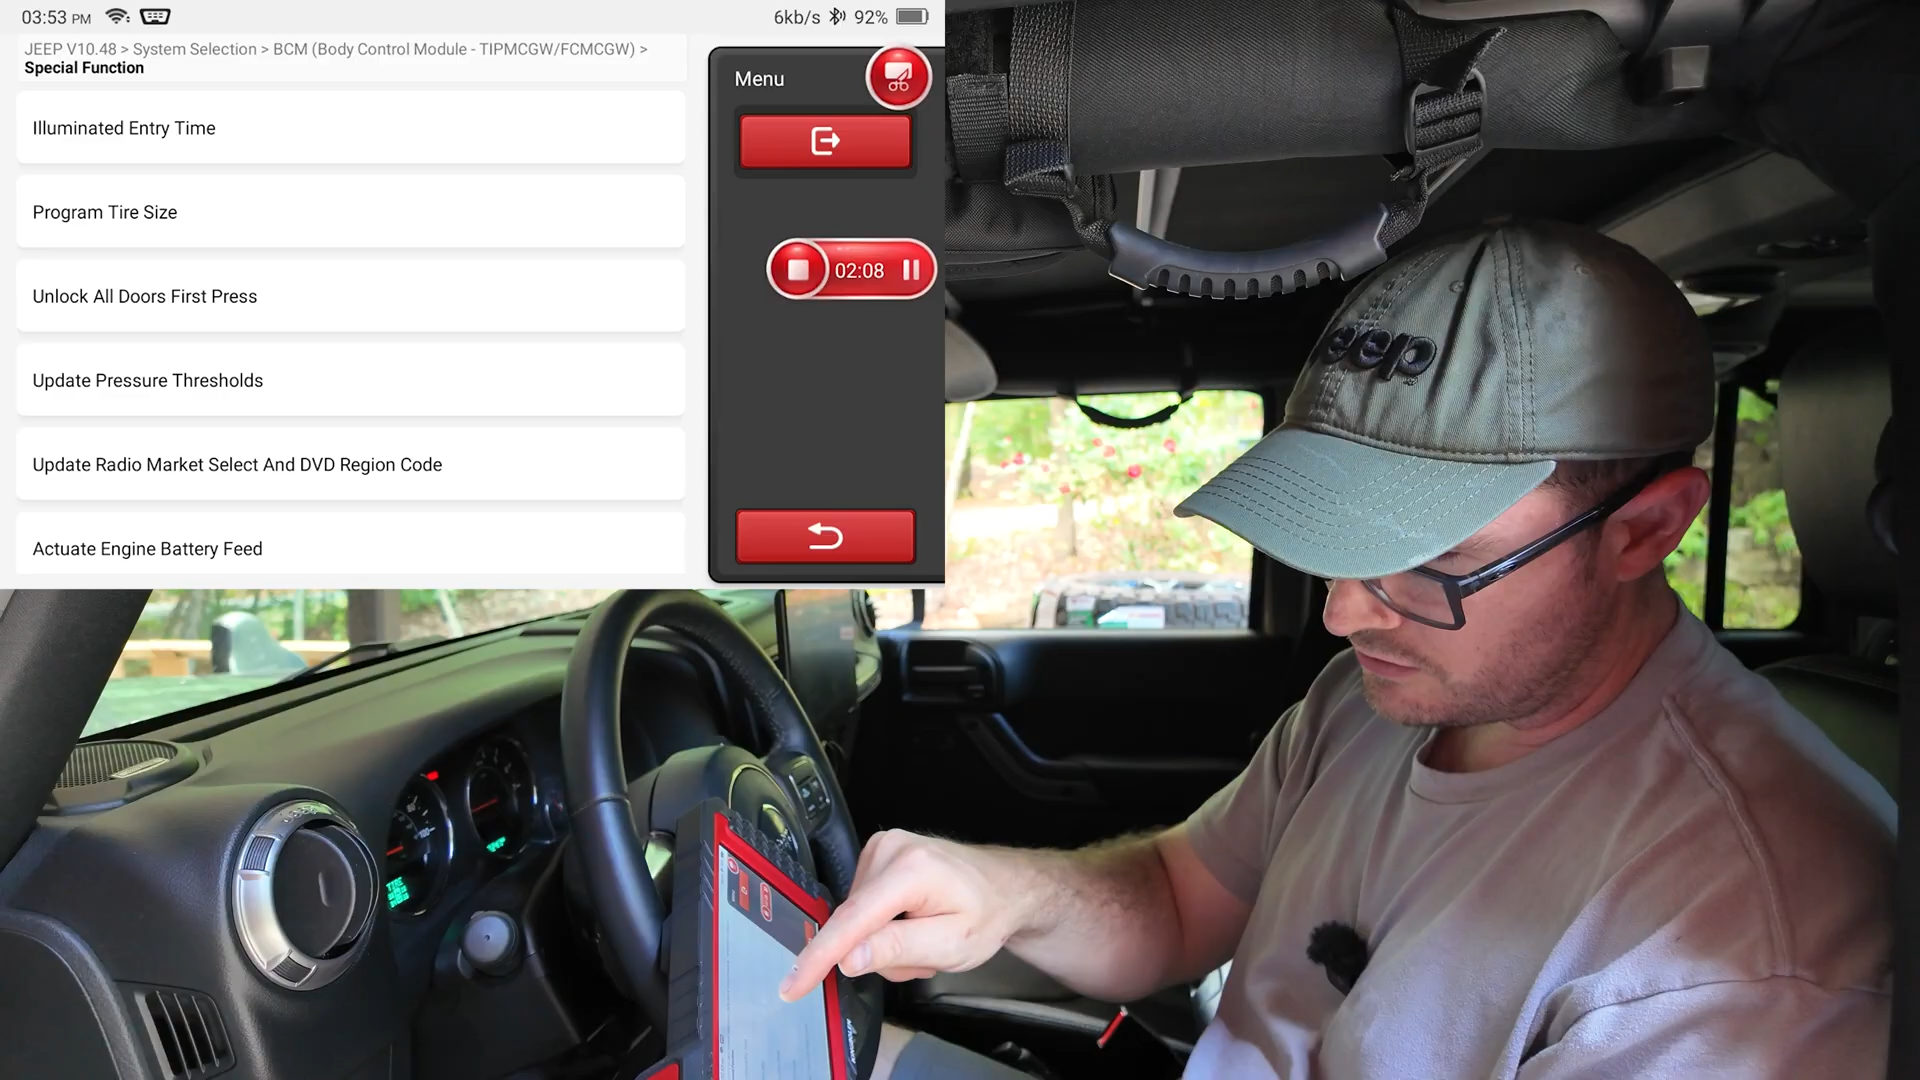 03:53 PM
6kb/s 92%
JEEP V10.48 > System Selection > BCM (Body Control Module - TIPMCGW/FCMCGW) >
Special Function
Illuminated Entry Time
Program Tire Size
Unlock All Doors First Press
Update Pressure Thresholds
Update Radio Market Select And DVD Region Code
Actuate Engine Battery Feed
Menu
02:08
Jeep